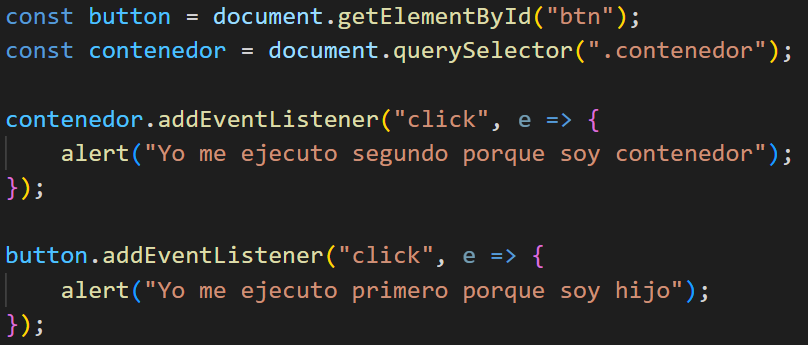 const button = document.getElementById("btn");
const contenedor = document.querySelector(".contenedor");
contenedor.addEventListener("click", e => {
    alert("Yo me ejecuto segundo porque soy contenedor");
});
button.addEventListener("click", e => {
    alert("Yo me ejecuto primero porque soy hijo");
});